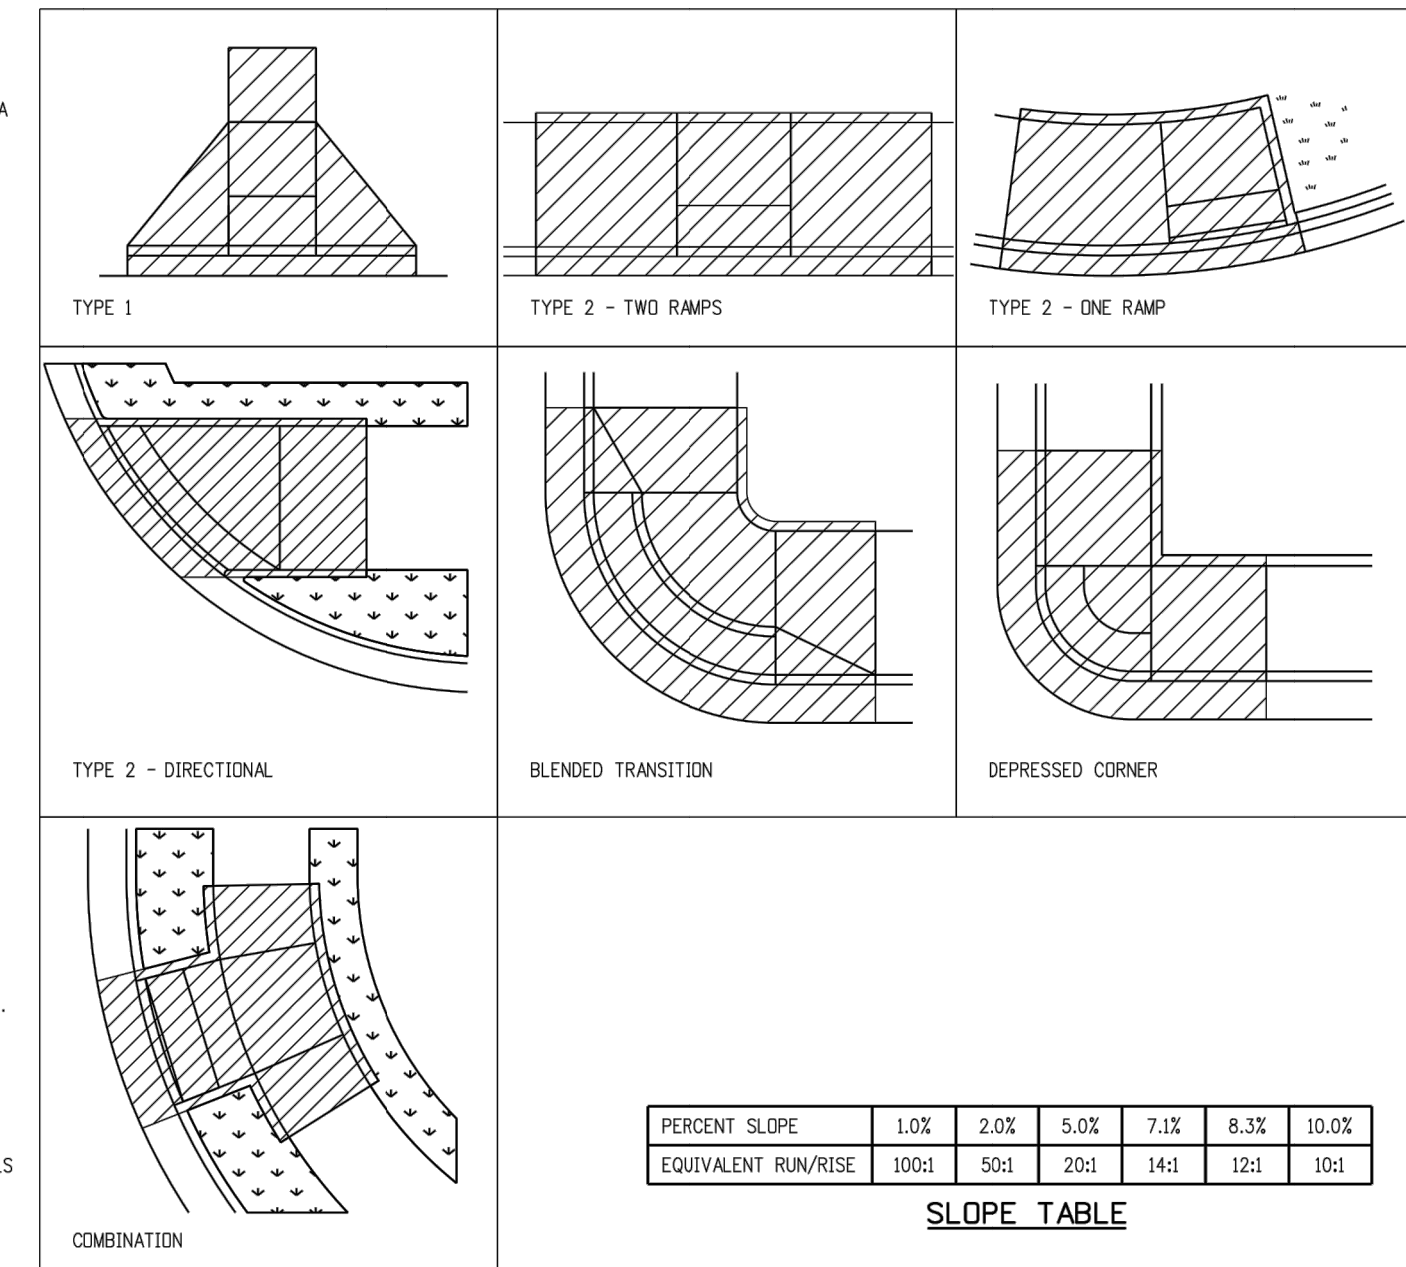 A
TYPE 1
TYPE 2 - TWO RAMPS
TYPE 2 - ONE RAMP
TYPE 2 - DIRECTIONAL
BLENDED TRANSITION
DEPRESSED CORNER
.
LS
PERCENT SLOPE 1.0% 2.0% 5.0% 7.1% 8.3% 10.0%
EQUIVALENT RUN/RISE 100:1 50:1 20:1 14:1 12:1 10:1
SLOPE TABLE
COMBINATION